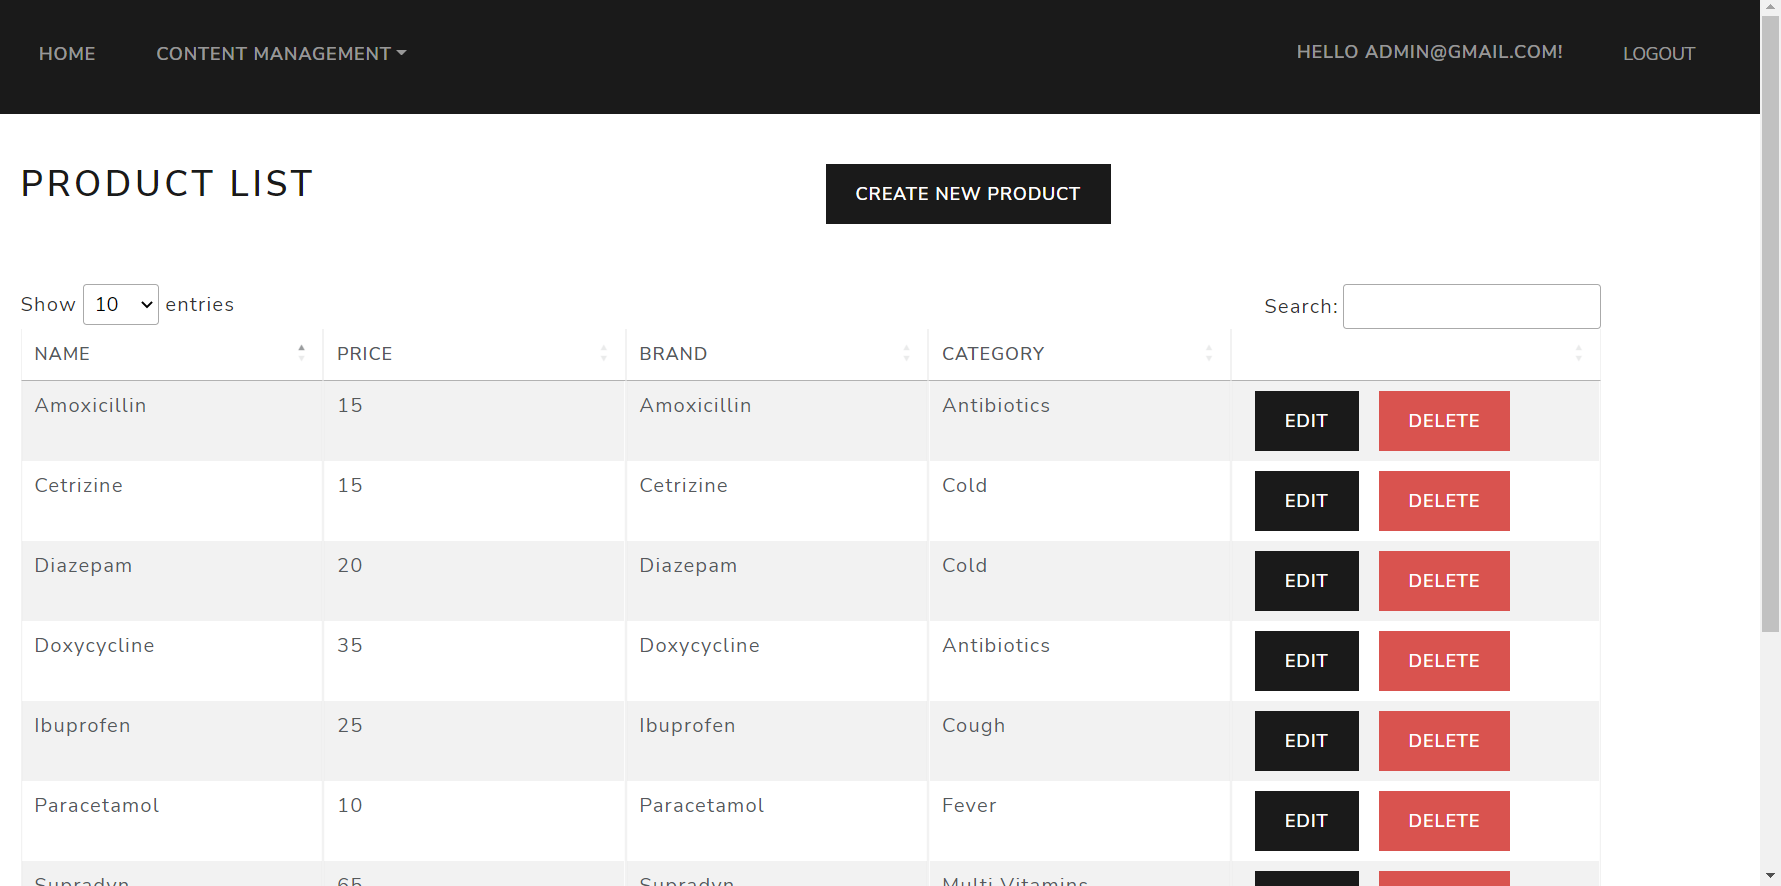 HOME CONTENT MANAGEMENT HELLO ADMIN@GMAIL.COM! LOGOUT
PRODUCT LIST CREATE NEW PRODUCT
Show 10 entries Search:
NAME PRICE BRAND CATEGORY
Amoxicillin 15 Amoxicillin Antibiotics EDIT DELETE
Cetrizine 15 Cetrizine Cold EDIT DELETE
Diazepam 20 Diazepam Cold EDIT DELETE
Doxycycline 35 Doxycycline Antibiotics EDIT DELETE
Ibuprofen 25 Ibuprofen Cough EDIT DELETE
Paracetamol 10 Paracetamol Fever EDIT DELETE
Supradyn 65 Supradyn Multi Vitamins